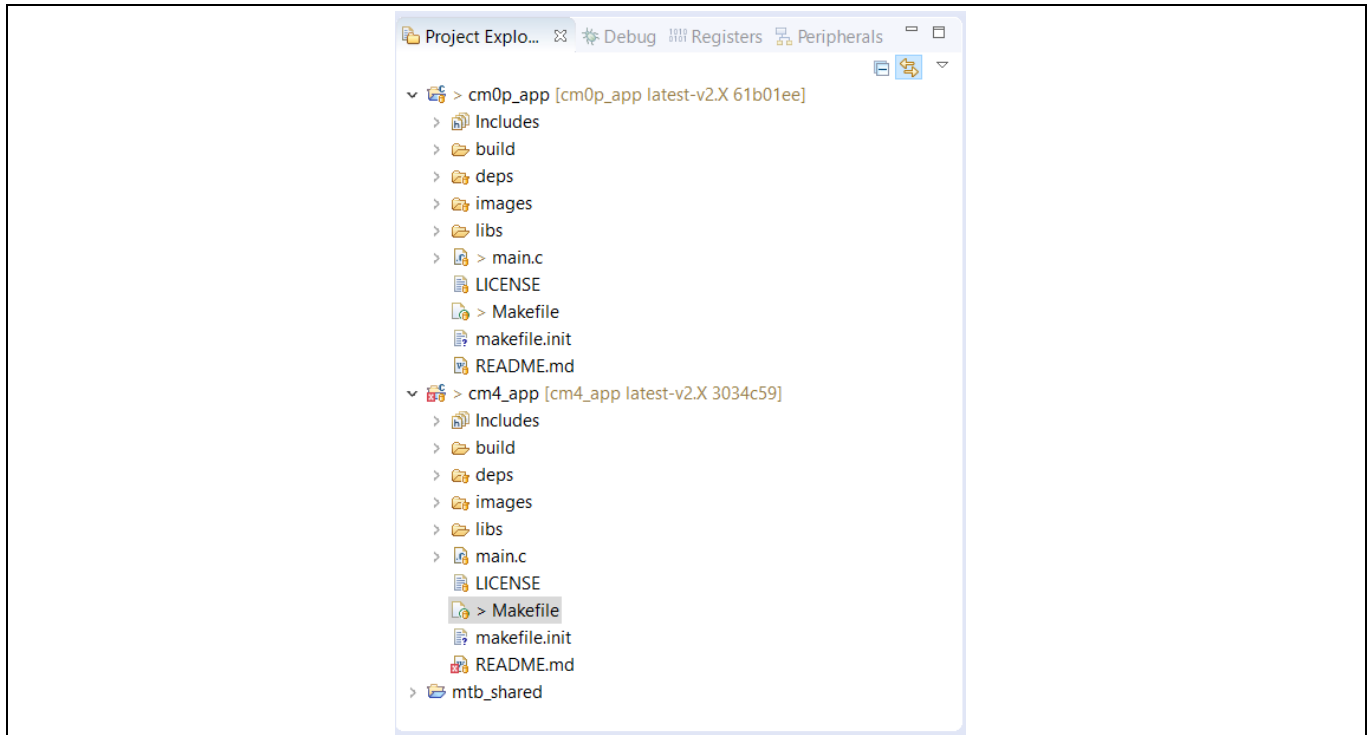 Project Explo... Debug Registers Peripherals
> cm0p_app [cm0p_app latest-v2.X 61b01ee]
Includes
build
deps
images
libs
> main.c
LICENSE
> Makefile
makefile.init
README.md
> cm4_app [cm4_app latest-v2.X 3034c59]
Includes
build
deps
images
libs
main.c
LICENSE
> Makefile
makefile.init
README.md
mtb_shared